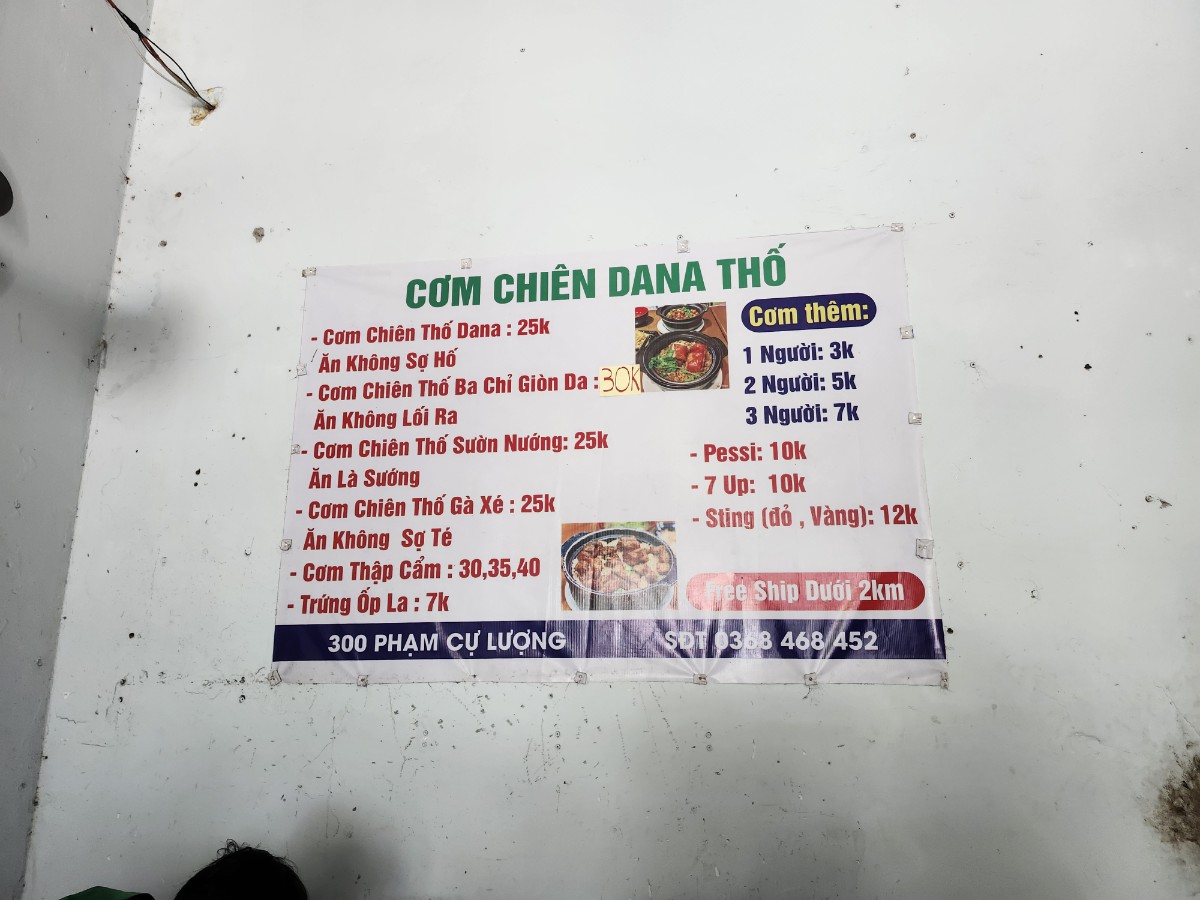 CƠM CHIÊN DANA THỐ
- Cơm Chiên Thố Dana : 25k
Ăn Không Sợ Hố
- Cơm Chiên Thố Ba Chỉ Giòn Da : 30K
Ăn Không Lối Ra
- Cơm Chiên Thố Sườn Nướng: 25k
Ăn Là Sướng
- Cơm Chiên Thố Gà Xé : 25k
Ăn Không Sợ Té
- Cơm Thập Cẩm : 30,35,40
- Trứng Ốp La : 7k
Cơm thêm:
1 Người: 3k
2 Người: 5k
3 Người: 7k
- Pessi: 10k
- 7 Up: 10k
- Sting (đỏ , Vàng): 12k
Free Ship Dưới 2km
300 PHẠM CỰ LƯỢNG SĐT 0368 468 452